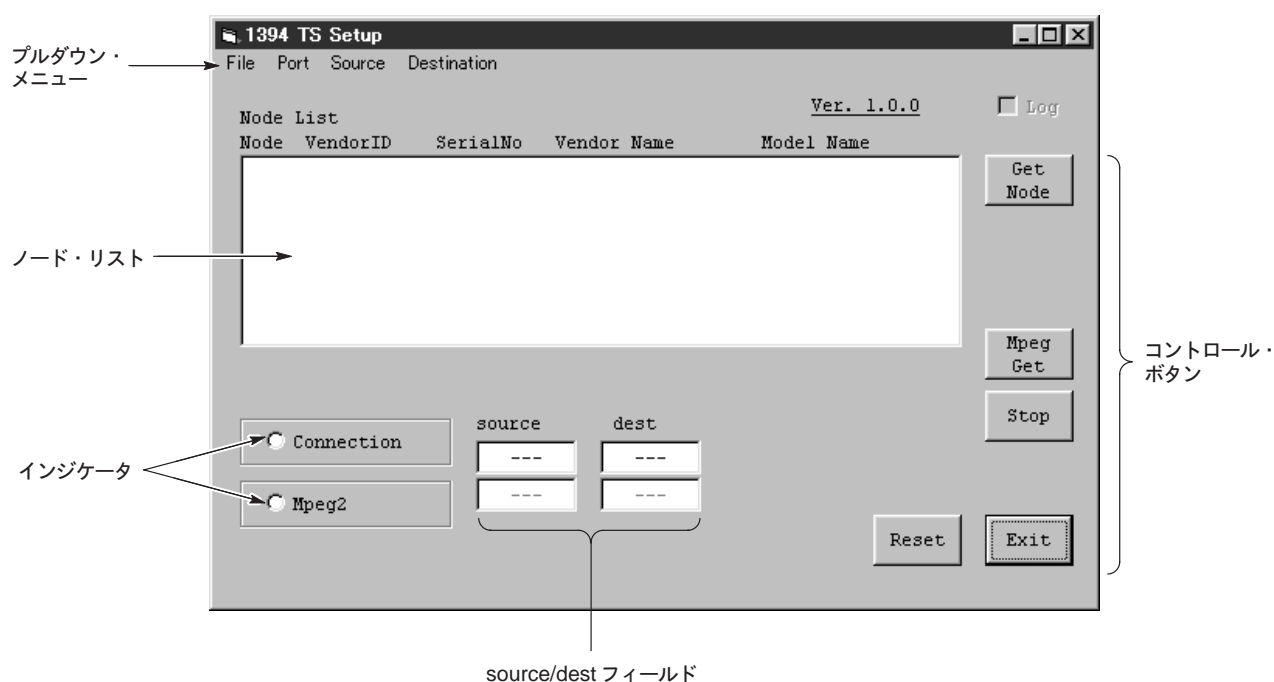 1394 TS Setup
プルダウン・
メニュー
File Port Source Destination
Ver. 1.0.0
Log
Node List
Node VendorID SerialNo Vendor Name Model Name
Get
Node
ノード・リスト
Mpeg
Get
コントロール・
ボタン
Stop
source dest
Connection
--- ---
インジケータ
Mpeg2
--- ---
Reset
Exit
source/dest フィールド